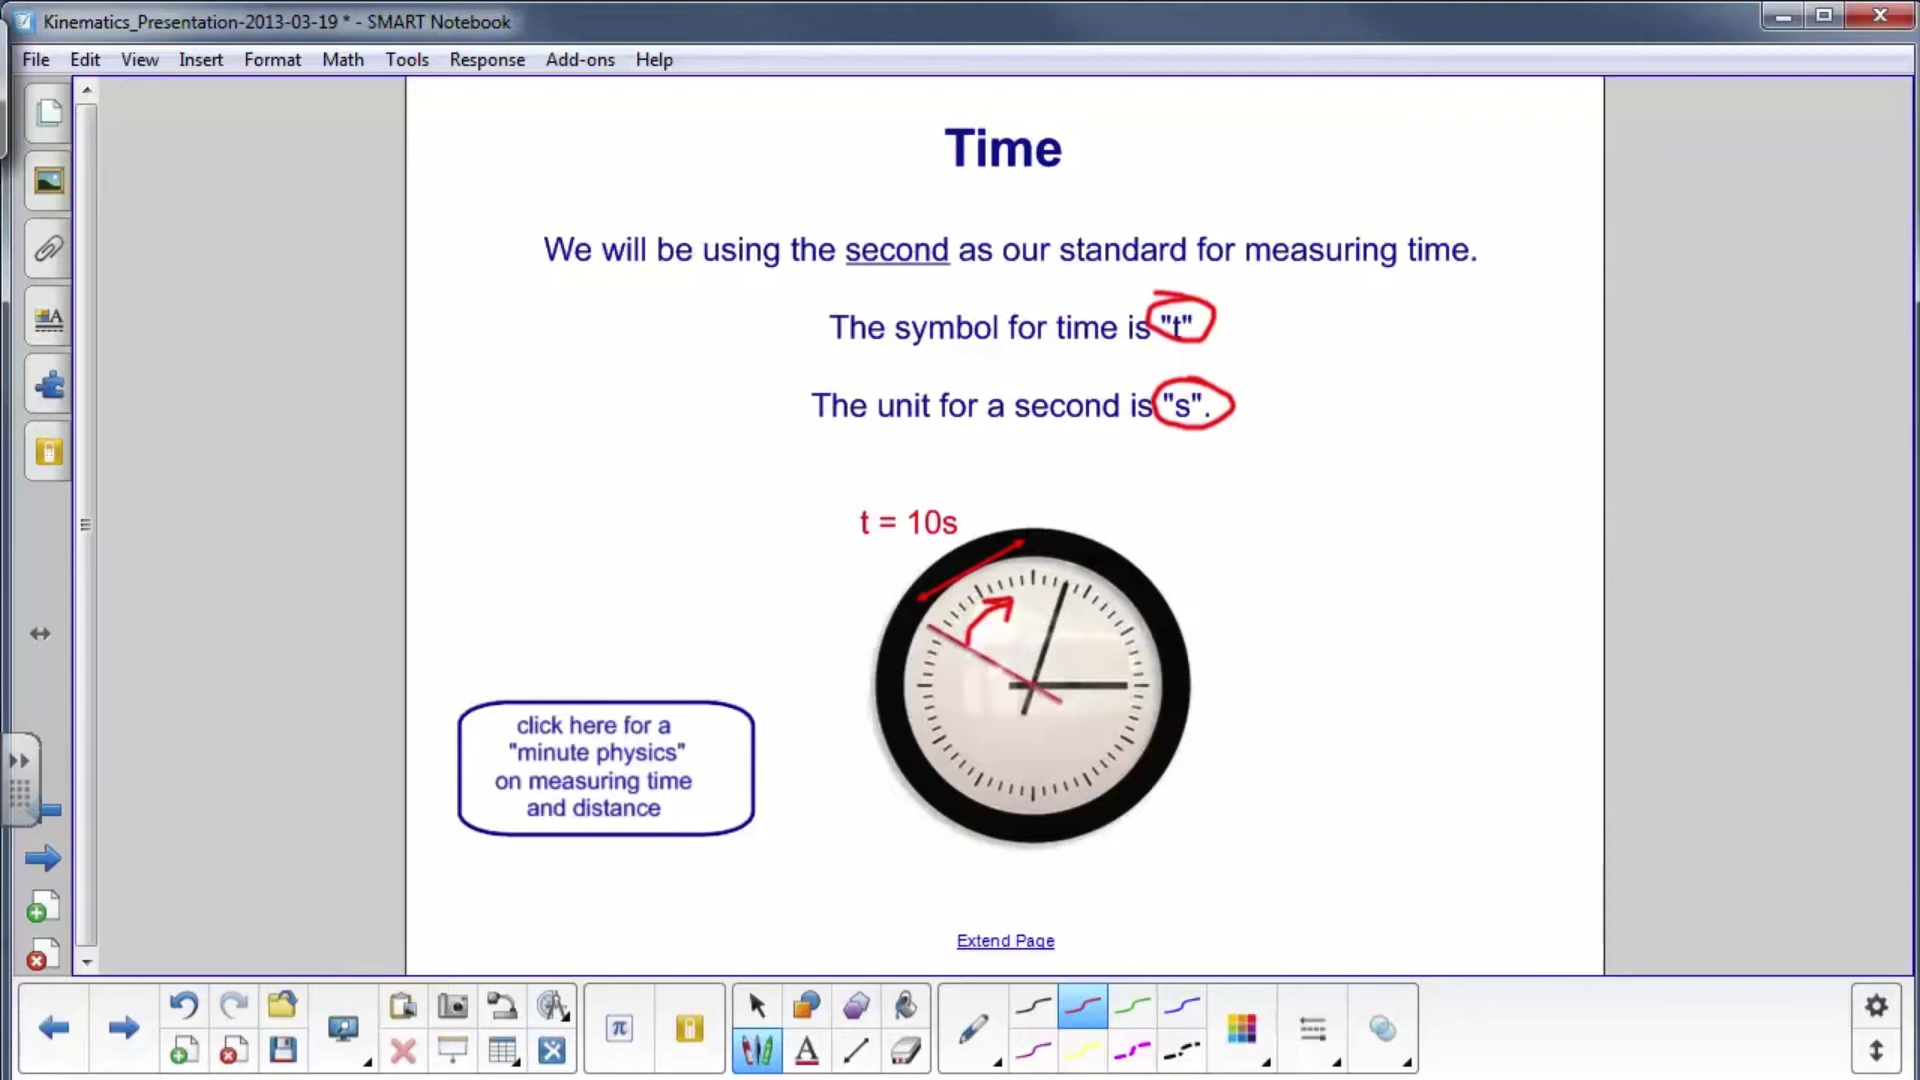 Kinematics_Presentation-2013-03-19 * - SMART Notebook
File Edit View Insert Format Math Tools Response Add-ons Help
Time
We will be using the second as our standard for measuring time.
The symbol for time is "t"
The unit for a second is "s".
t = 10s
click here for a
"minute physics"
on measuring time
and distance
Extend Page